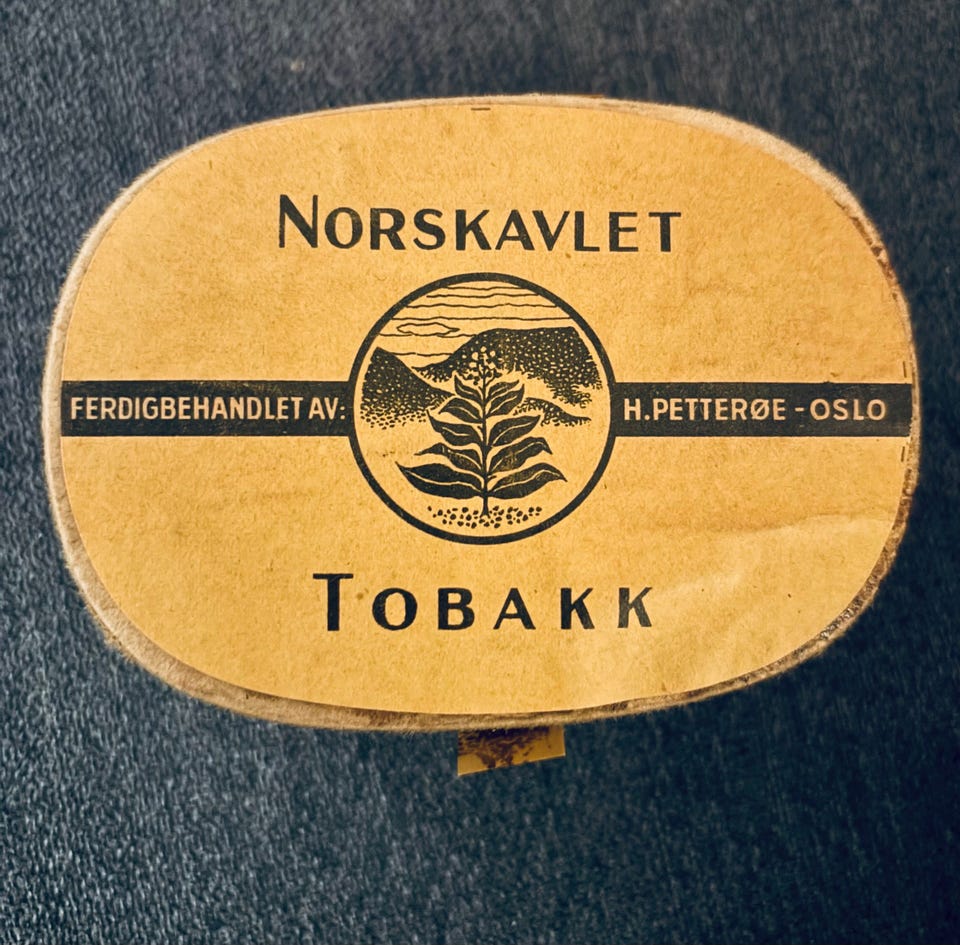 NORSKAVLET
FERDIGBEHANDLET AV: H. PETTERØE - OSLO
TOBAKK